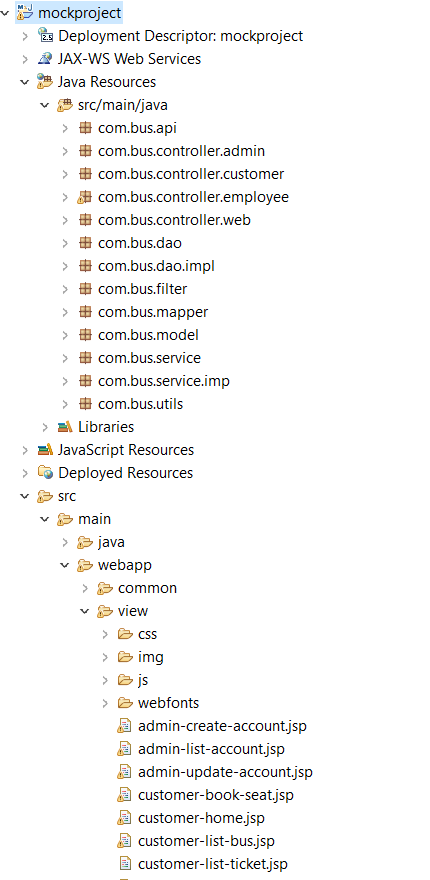 mockproject
Deployment Descriptor: mockproject
JAX-WS Web Services
Java Resources
src/main/java
com.bus.api
com.bus.controller.admin
com.bus.controller.customer
com.bus.controller.employee
com.bus.controller.web
com.bus.dao
com.bus.dao.impl
com.bus.filter
com.bus.mapper
com.bus.model
com.bus.service
com.bus.service.imp
com.bus.utils
Libraries
JavaScript Resources
Deployed Resources
src
main
java
webapp
common
view
css
img
js
webfonts
admin-create-account.jsp
admin-list-account.jsp
admin-update-account.jsp
customer-book-seat.jsp
customer-home.jsp
customer-list-bus.jsp
customer-list-ticket.jsp